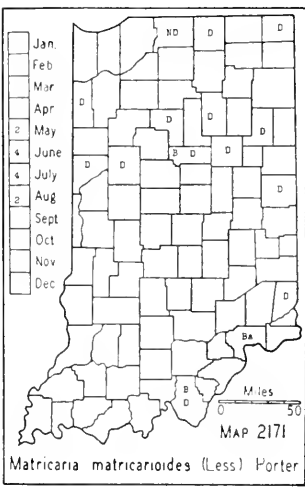 Jan.
Feb
Mar
Apr
2 May
4 June
4 July
2 Aug
Sept
Oct
Nov
Dec
ND D D
D
D D
D
B D D
D D
D
D
Ba
B
D
Miles
0 50
MAP 2171
Matricaria matricarioides (Less) Porter